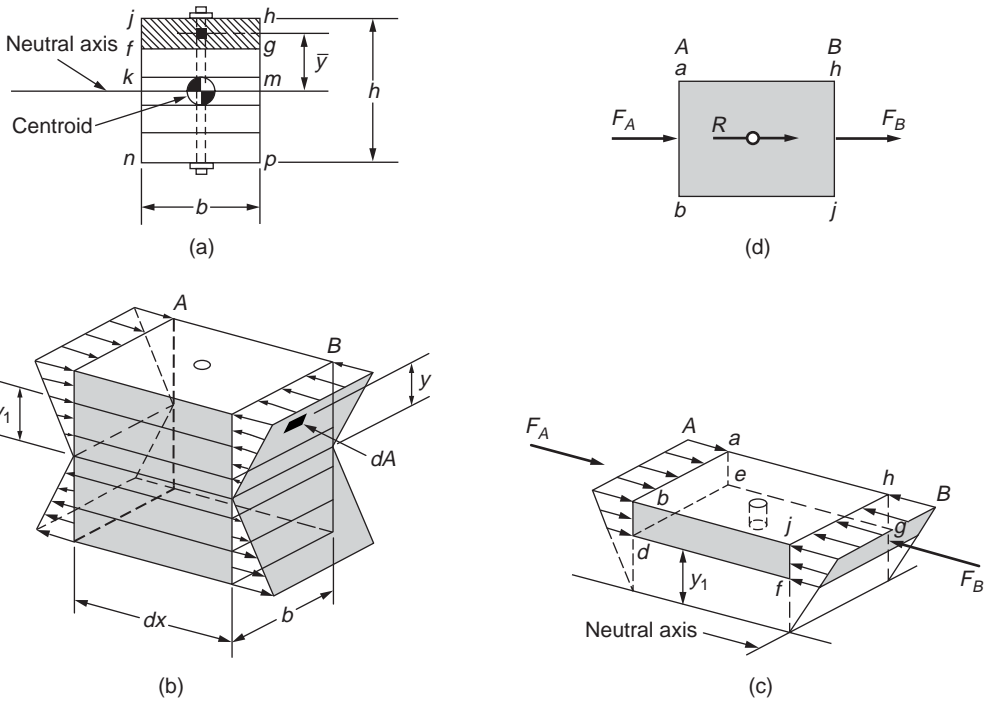 j
h
Neutral axis
f
g
ȳ
k
m
h
Centroid
n
p
b
(a)
A
B
a
h
F_A
R
F_B
b
j
(d)
A
B
y
y₁
dA
dx
b
(b)
F_A
A
a
e
h
B
b
j
g
d
y₁
f
F_B
Neutral axis
(c)